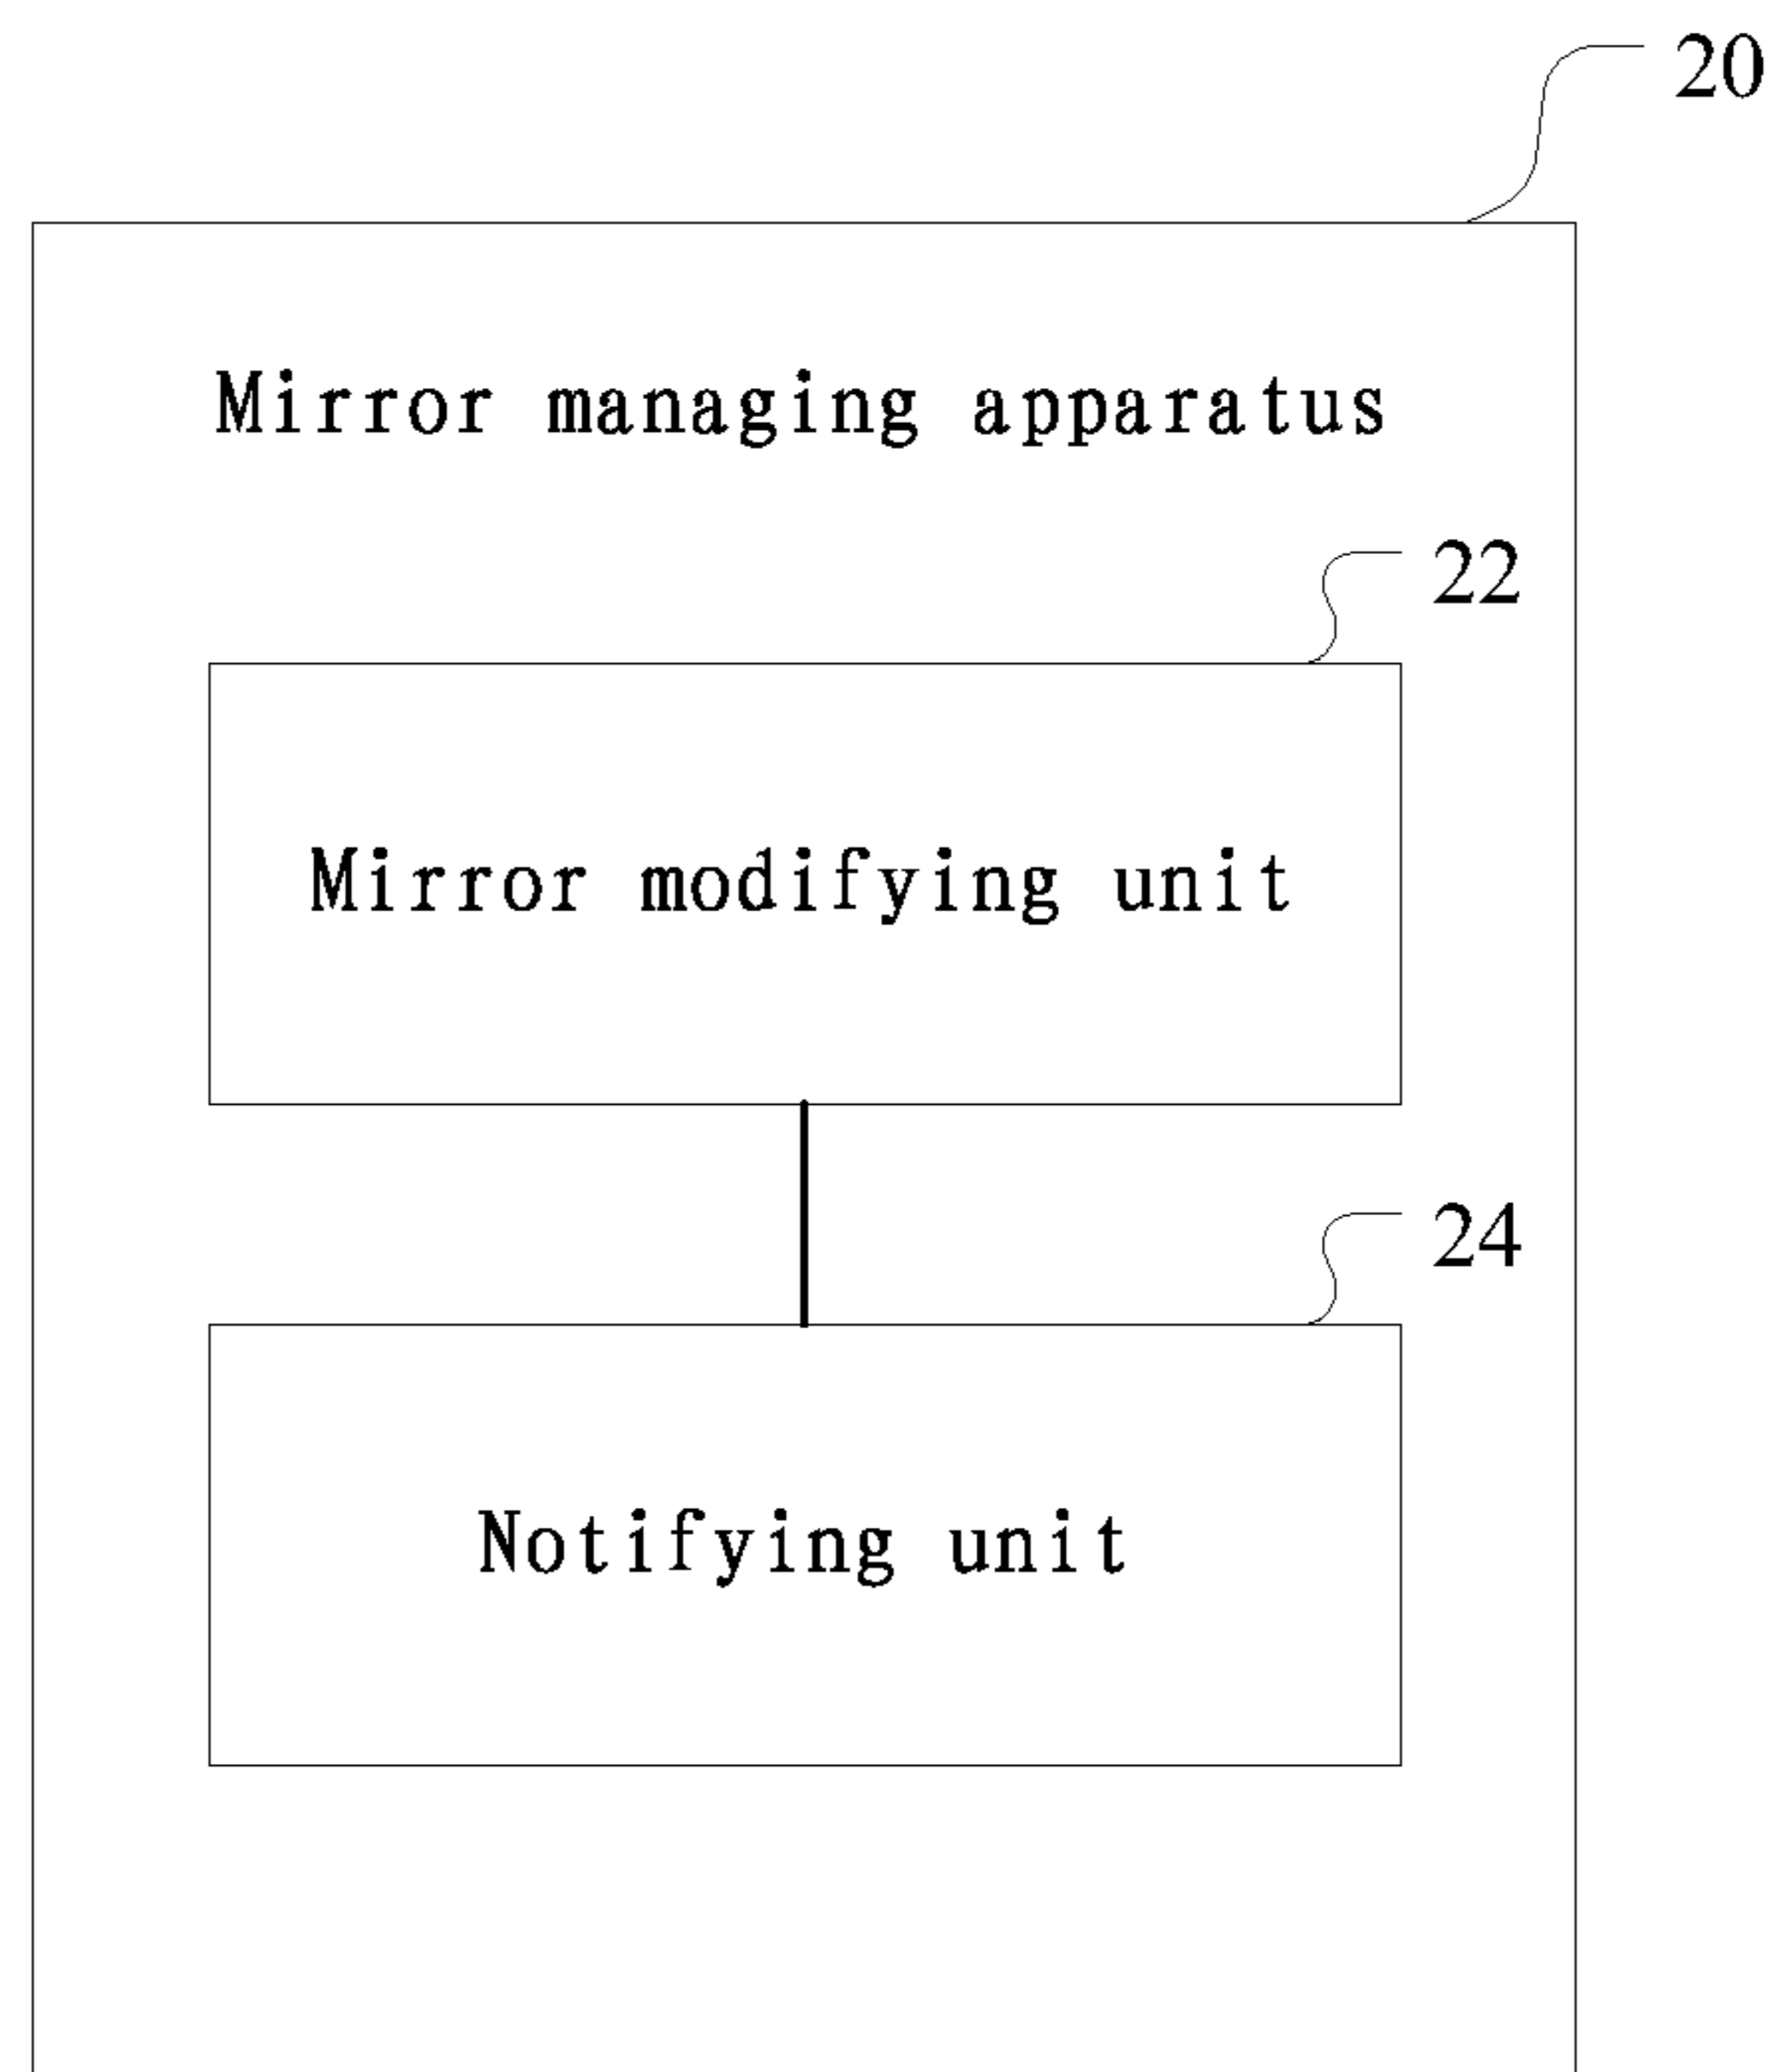 20
Mirror managing apparatus
22
Mirror modifying unit
24
Notifying unit